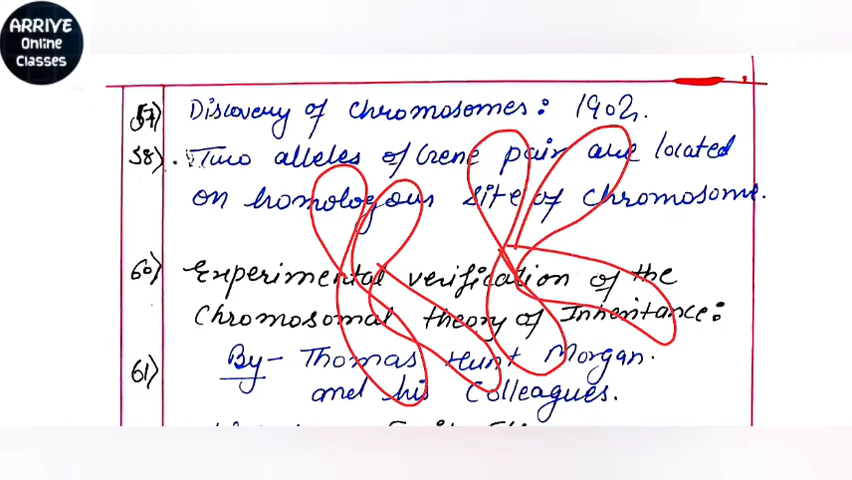 ARRIVE
Online
Classes
57) Discovery of chromosomes: 1902.
58). Two alleles of Gene pair are located
on homologous site of chromosome.
60) Experimental verification of the
Chromosomal theory of Inheritance:
61) By- Thomas Hunt Morgan.
and his Colleagues.